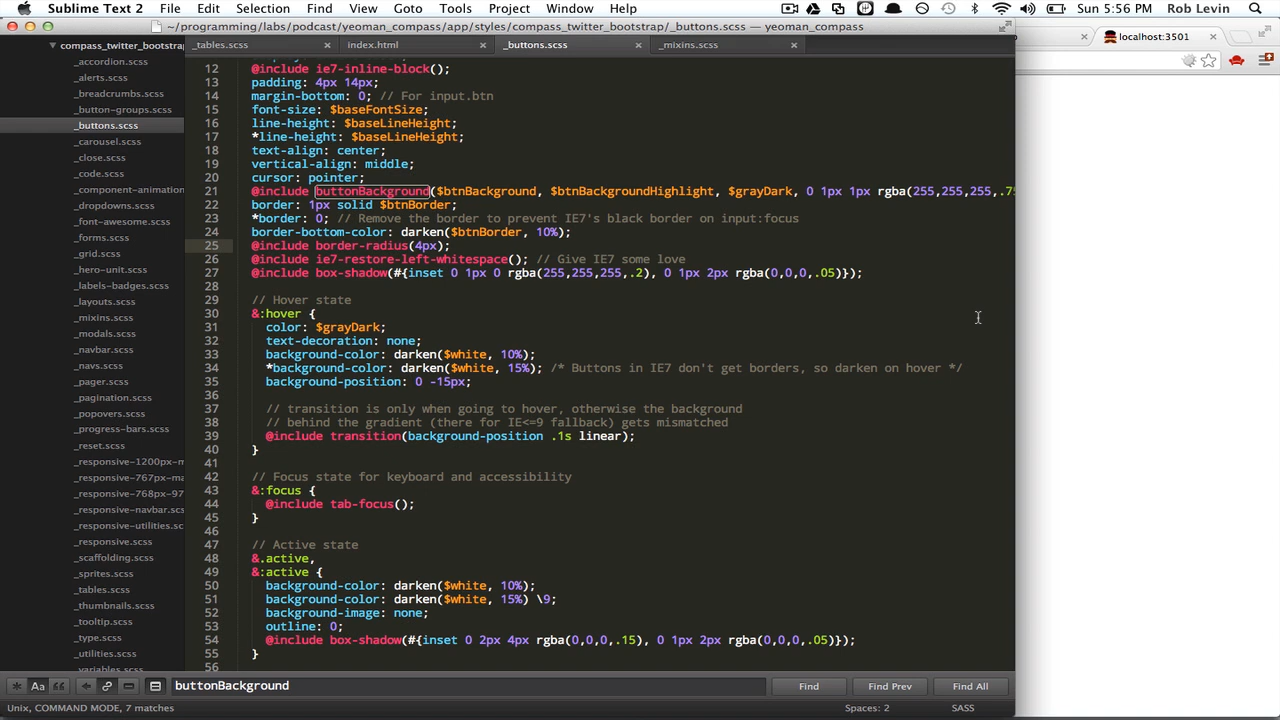 Sublime Text 2 File Edit Selection Find View Goto Tools Project Window Help Sun 5:56 PM Rob Levin
~/programming/labs/podcast/yeoman_compass/app/styles/compass_twitter_bootstrap/_buttons.scss — yeoman_compass
localhost:3501
_tables.scss index.html _buttons.scss _mixins.scss
compass_twitter_bootstrap
_accordion.scss
_alerts.scss
_breadcrumbs.scss
_button-groups.scss
_buttons.scss
_carousel.scss
_close.scss
_code.scss
_component-animation
_dropdowns.scss
_font-awesome.scss
_forms.scss
_grid.scss
_hero-unit.scss
_labels-badges.scss
_layouts.scss
_mixins.scss
_modals.scss
_navbar.scss
_navs.scss
_pager.scss
_pagination.scss
_popovers.scss
_progress-bars.scss
_reset.scss
_responsive-1200px-m
_responsive-767px-ma
_responsive-768px-97
_responsive-navbar.scs
_responsive-utilities.sc
_responsive.scss
_scaffolding.scss
_sprites.scss
_tables.scss
_thumbnails.scss
_tooltip.scss
_type.scss
_utilities.scss
_variables.scss
12 @include ie7-inline-block();
13 padding: 4px 14px;
14 margin-bottom: 0; // For input.btn
15 font-size: $baseFontSize;
16 line-height: $baseLineHeight;
17 *line-height: $baseLineHeight;
18 text-align: center;
19 vertical-align: middle;
20 cursor: pointer;
21 @include buttonBackground($btnBackground, $btnBackgroundHighlight, $grayDark, 0 1px 1px rgba(255,255,255,.75
22 border: 1px solid $btnBorder;
23 *border: 0; // Remove the border to prevent IE7's black border on input:focus
24 border-bottom-color: darken($btnBorder, 10%);
25 @include border-radius(4px);
26 @include ie7-restore-left-whitespace(); // Give IE7 some love
27 @include box-shadow(#{inset 0 1px 0 rgba(255,255,255,.2), 0 1px 2px rgba(0,0,0,.05)});
28
29 // Hover state
30 &:hover {
31 color: $grayDark;
32 text-decoration: none;
33 background-color: darken($white, 10%);
34 *background-color: darken($white, 15%); /* Buttons in IE7 don't get borders, so darken on hover */
35 background-position: 0 -15px;
36
37 // transition is only when going to hover, otherwise the background
38 // behind the gradient (there for IE<=9 fallback) gets mismatched
39 @include transition(background-position .1s linear);
40 }
41
42 // Focus state for keyboard and accessibility
43 &:focus {
44 @include tab-focus();
45 }
46
47 // Active state
48 &.active,
49 &:active {
50 background-color: darken($white, 10%);
51 background-color: darken($white, 15%) \9;
52 background-image: none;
53 outline: 0;
54 @include box-shadow(#{inset 0 2px 4px rgba(0,0,0,.15), 0 1px 2px rgba(0,0,0,.05)});
55 }
56
buttonBackground Find Find Prev Find All
Unix, COMMAND MODE, 7 matches Spaces: 2 SASS